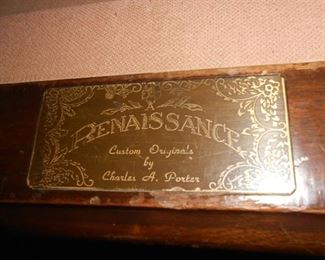 A
RENAISSANCE
Custom Originals
by
Charles A. Porter